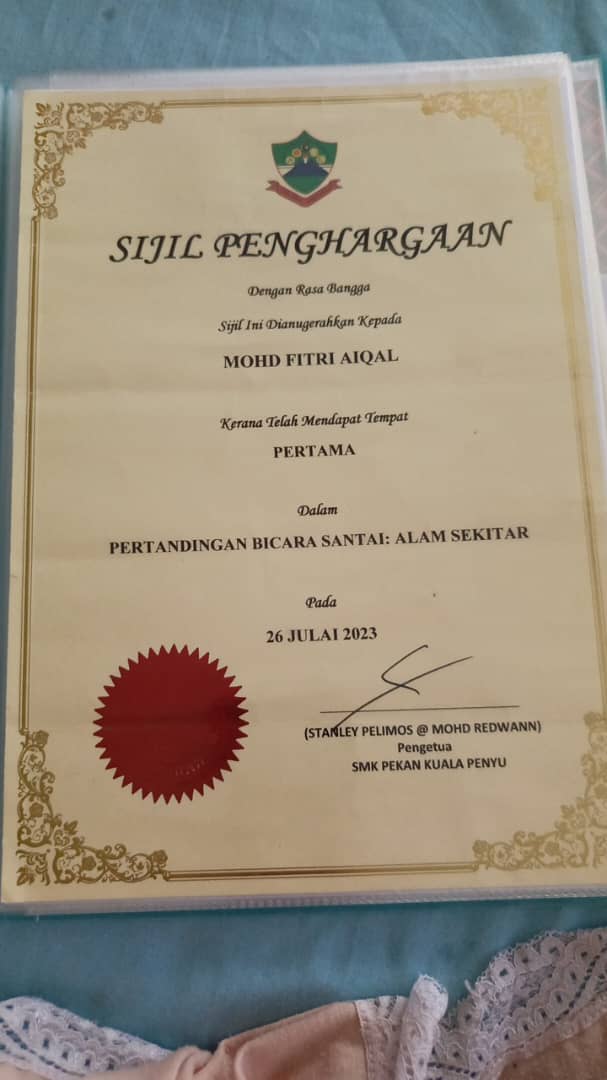 SIJIL PENGHARGAAN
Dengan Rasa Bangga
Sijil Ini Dianugerahkan Kepada
MOHD FITRI AIQAL
Kerana Telah Mendapat Tempat
PERTAMA
Dalam
PERTANDINGAN BICARA SANTAI: ALAM SEKITAR
Pada
26 JULAI 2023
(STANLEY PELIMOS @ MOHD REDWANN)
Pengetua
SMK PEKAN KUALA PENYU